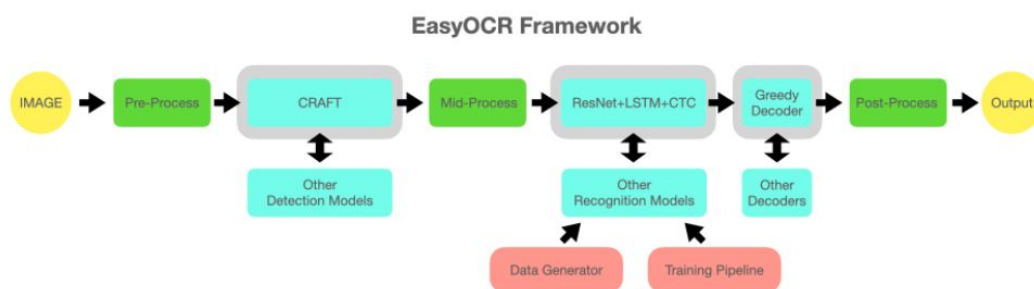 EasyOCR Framework
IMAGE
Pre-Process
CRAFT
Mid-Process
ResNet+LSTM+CTC
Greedy
Decoder
Post-Process
Output
Other
Detection Models
Other
Recognition Models
Other
Decoders
Data Generator
Training Pipeline